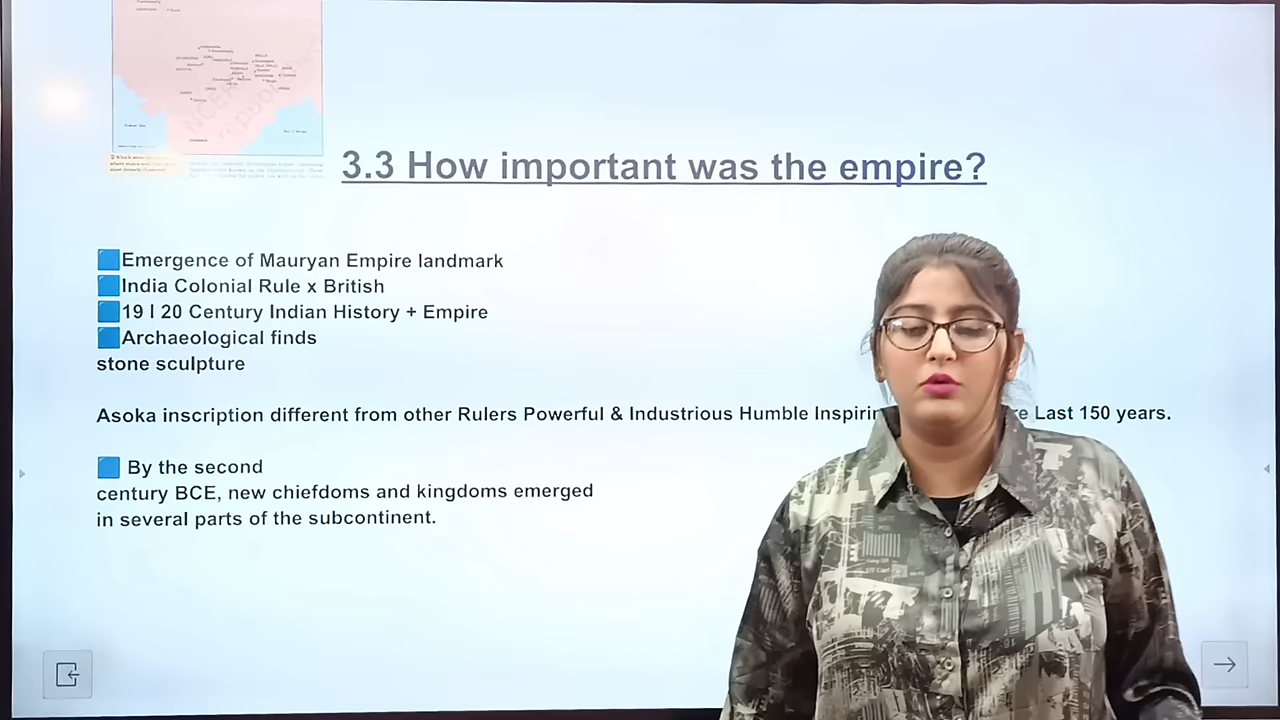 3.3 How important was the empire?
Emergence of Mauryan Empire landmark
India Colonial Rule x British
19 I 20 Century Indian History + Empire
Archaeological finds
stone sculpture
Asoka inscription different from other Rulers Powerful & Industrious Humble Last 150 years.
By the second
century BCE, new chiefdoms and kingdoms emerged
in several parts of the subcontinent.